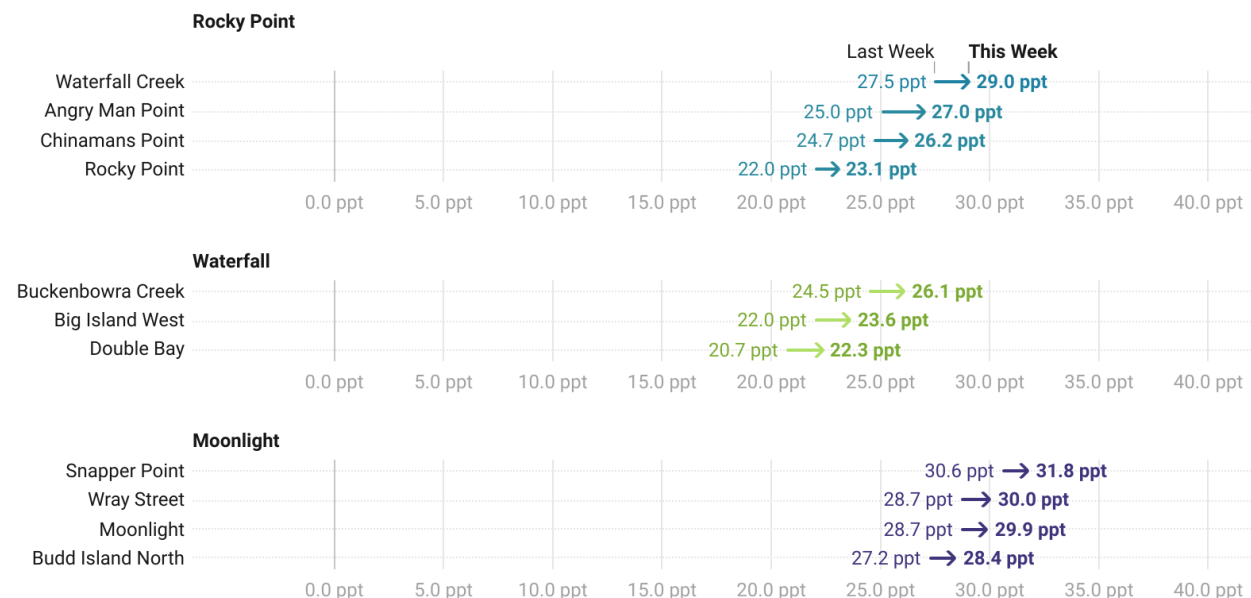 Rocky Point
Last Week This Week
Waterfall Creek 27.5 ppt 29.0 ppt
Angry Man Point 25.0 ppt 27.0 ppt
Chinamans Point 24.7 ppt 26.2 ppt
Rocky Point 22.0 ppt 23.1 ppt
0.0 ppt 5.0 ppt 10.0 ppt 15.0 ppt 20.0 ppt 25.0 ppt 30.0 ppt 35.0 ppt 40.0 ppt
Waterfall
Buckenbowra Creek 24.5 ppt 26.1 ppt
Big Island West 22.0 ppt 23.6 ppt
Double Bay 20.7 ppt 22.3 ppt
0.0 ppt 5.0 ppt 10.0 ppt 15.0 ppt 20.0 ppt 25.0 ppt 30.0 ppt 35.0 ppt 40.0 ppt
Moonlight
Snapper Point 30.6 ppt 31.8 ppt
Wray Street 28.7 ppt 30.0 ppt
Moonlight 28.7 ppt 29.9 ppt
Budd Island North 27.2 ppt 28.4 ppt
0.0 ppt 5.0 ppt 10.0 ppt 15.0 ppt 20.0 ppt 25.0 ppt 30.0 ppt 35.0 ppt 40.0 ppt